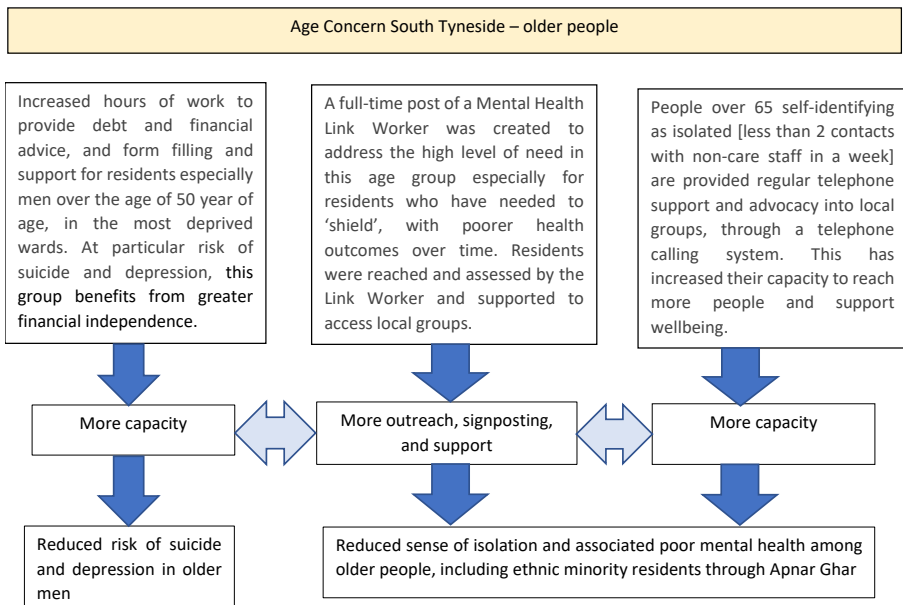 Age Concern South Tyneside – older people
Increased hours of work to
provide debt and financial
advice, and form filling and
support for residents especially
men over the age of 50 year of
age, in the most deprived
wards. At particular risk of
suicide and depression, this
group benefits from greater
financial independence.
A full-time post of a Mental Health
Link Worker was created to
address the high level of need in
this age group especially for
residents who have needed to
‘shield’, with poorer health
outcomes over time. Residents
were reached and assessed by the
Link Worker and supported to
access local groups.
People over 65 self-identifying
as isolated [less than 2 contacts
with non-care staff in a week]
are provided regular telephone
support and advocacy into local
groups, through a telephone
calling system. This has
increased their capacity to reach
more people and support
wellbeing.
More capacity
More outreach, signposting,
and support
More capacity
Reduced risk of suicide
and depression in older
men
Reduced sense of isolation and associated poor mental health among
older people, including ethnic minority residents through Apnar Ghar